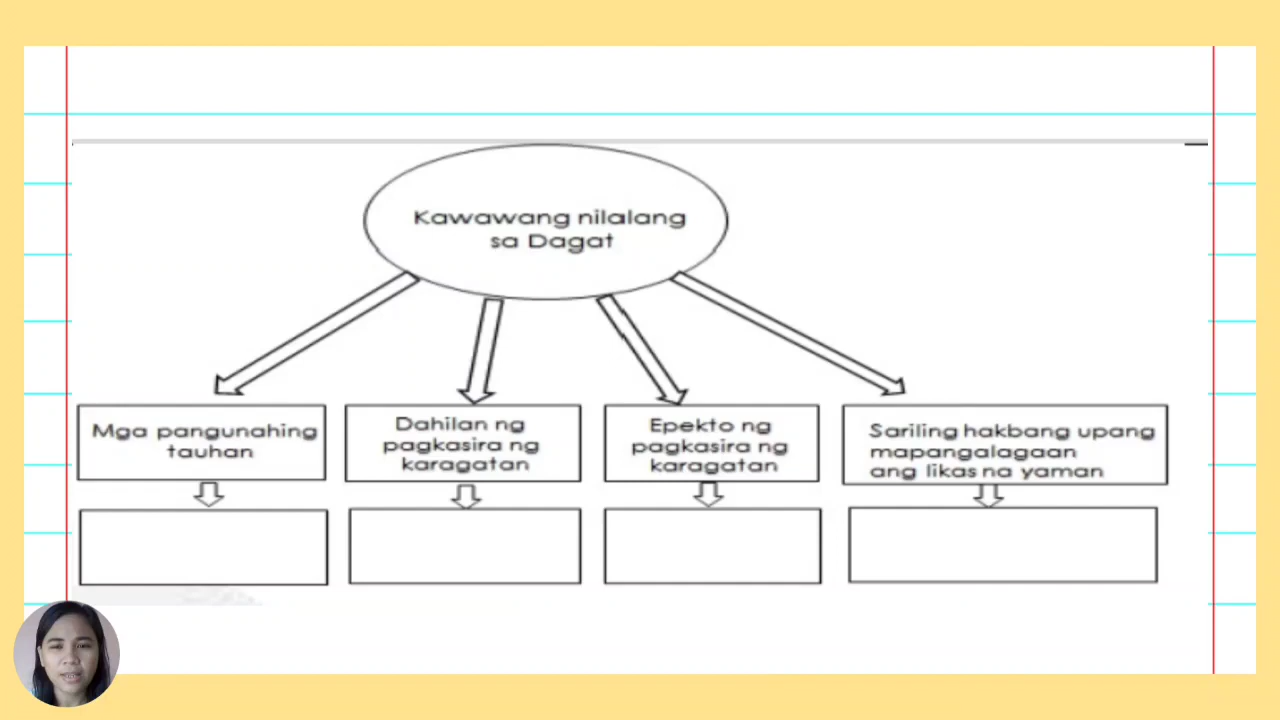 Kawawang nilalang
sa Dagat
Mga pangunahing
tauhan
Dahilan ng
pagkasira ng
karagatan
Epekto ng
pagkasira ng
karagatan
Sariling hakbang upang
mapangalagaan
ang likas na yaman